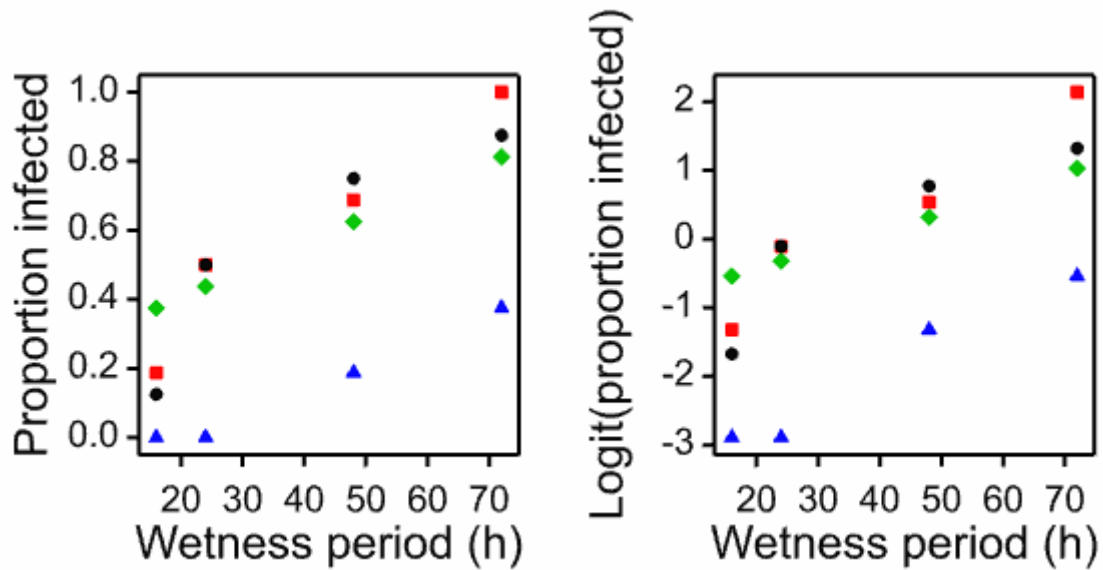 Proportion infected
1.0
0.8
0.6
0.4
0.2
0.0
20 30 40 50 60 70
Wetness period (h)
Logit(proportion infected)
2
1
0
-1
-2
-3
20 30 40 50 60 70
Wetness period (h)